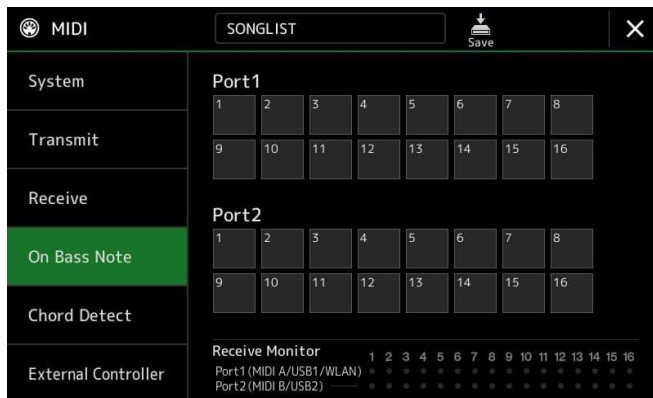 MIDI
SONGLIST
Save
System
Transmit
Receive
On Bass Note
Chord Detect
External Controller
Port1
1 2 3 4 5 6 7 8
9 10 11 12 13 14 15 16
Port2
1 2 3 4 5 6 7 8
9 10 11 12 13 14 15 16
Receive Monitor 1 2 3 4 5 6 7 8 9 10 11 12 13 14 15 16
Port1(MIDI A/USB1/WLAN)
Port2(MIDI B/USB2)